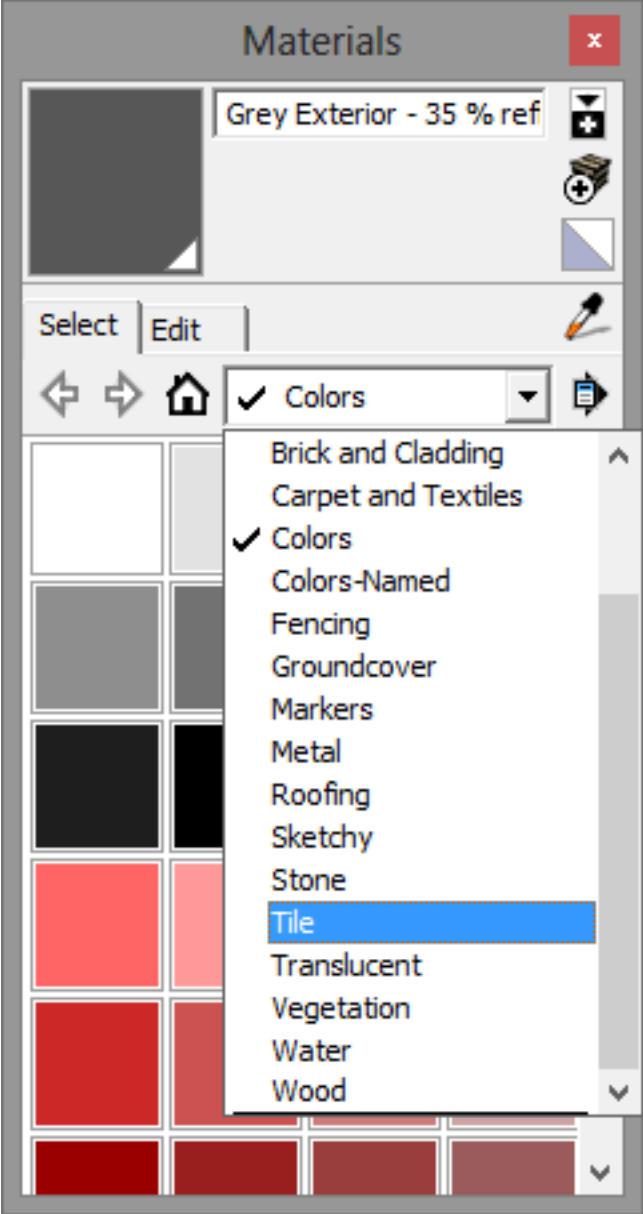 Materials
x
Grey Exterior - 35 % ref
Select
Edit
Colors
Brick and Cladding
Carpet and Textiles
Colors
Colors-Named
Fencing
Groundcover
Markers
Metal
Roofing
Sketchy
Stone
Tile
Translucent
Vegetation
Water
Wood